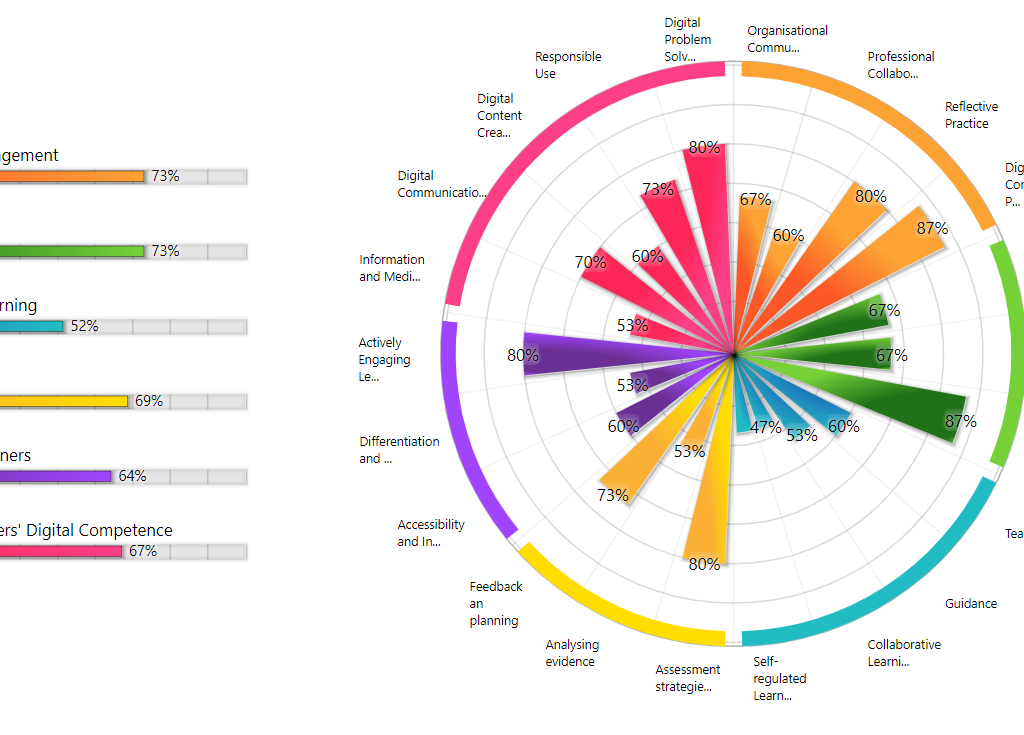 gement
73%
73%
rning
52%
69%
ners
64%
ers' Digital Competence
67%
Digital
Problem
Solv...
Organisational
Commu...
Responsible
Use
Professional
Collabo...
Digital
Content
Crea...
Reflective
Practice
Digital
Communicatio...
Dig
Cor
P...
Information
and Medi...
Actively
Engaging
Le...
Differentiation
and ...
Accessibility
and In...
Tea
Feedback
an
planning
Guidance
Analysing
evidence
Collaborative
Learni...
Assessment
strategie...
Self-
regulated
Learn...
80%
73%
67%
80%
60%
87%
60%
70%
53%
67%
80%
67%
53%
60%
87%
47%
53%
60%
53%
73%
80%